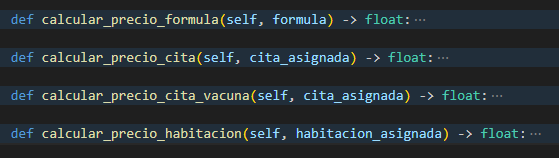 def calcular_precio_formula(self, formula) -> float:···
def calcular_precio_cita(self, cita_asignada) -> float:···
def calcular_precio_cita_vacuna(self, cita_asignada) -> float:···
def calcular_precio_habitacion(self, habitacion_asignada) -> float:···